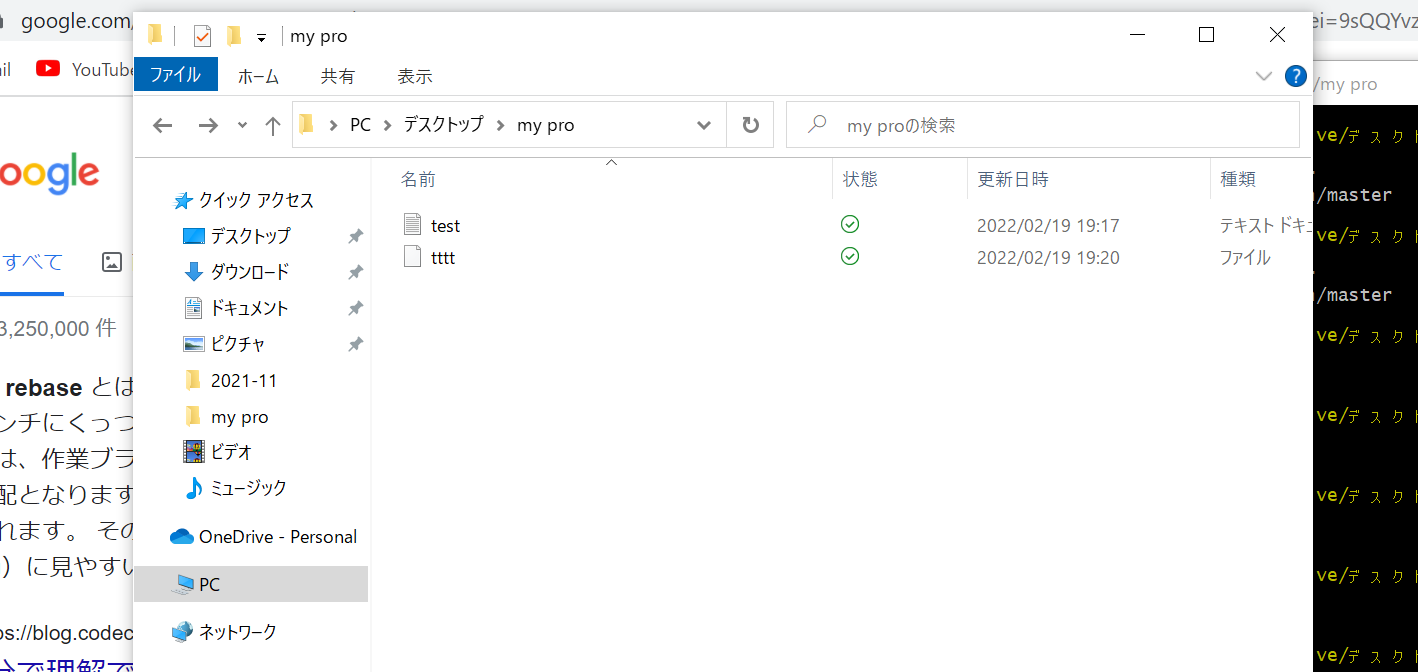 google.com/
ei=9sQQYvz
my pro
il
YouTube
ファイル
ホーム
共有
表示
?
/my pro
PC
デスクトップ
my pro
my proの検索
oogle
すべて
3,250,000 件
rebase とは
ンチにくっつ
は、作業ブラ
配となります
れます。 その
）に見やすい
ps://blog.codec
分で理解で
クイック アクセス
デスクトップ
ダウンロード
ドキュメント
ピクチャ
2021-11
my pro
ビデオ
ミュージック
OneDrive - Personal
PC
ネットワーク
名前
状態
更新日時
種類
test
2022/02/19 19:17
テキスト ドキュ
tttt
2022/02/19 19:20
ファイル
ve/デスクト
/master
ve/デスクト
/master
ve/デスクト
ve/デスクト
ve/デスクト
ve/デスクト
ve/デスクト